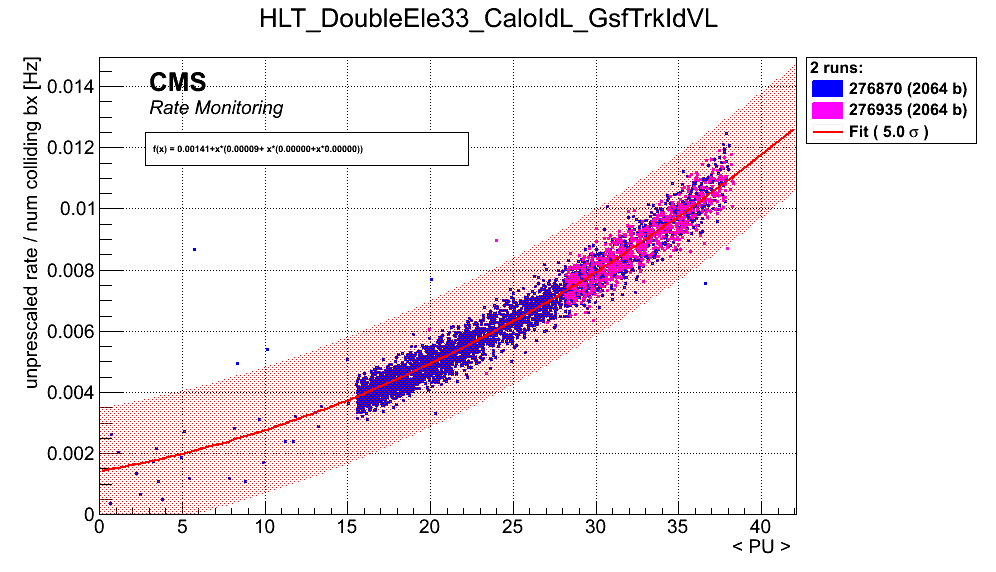 HLT_DoubleEle33_CaloIdL_GsfTrkIdVL
unprescaled rate / num colliding bx [Hz]
CMS
Rate Monitoring
f(x) = 0.00141+x*(0.00009+ x*(0.00000+x*0.00000))
2 runs:
276870 (2064 b)
276935 (2064 b)
Fit ( 5.0 σ )
0.014
0.012
0.01
0.008
0.006
0.004
0.002
0
0 5 10 15 20 25 30 35 40
< PU >